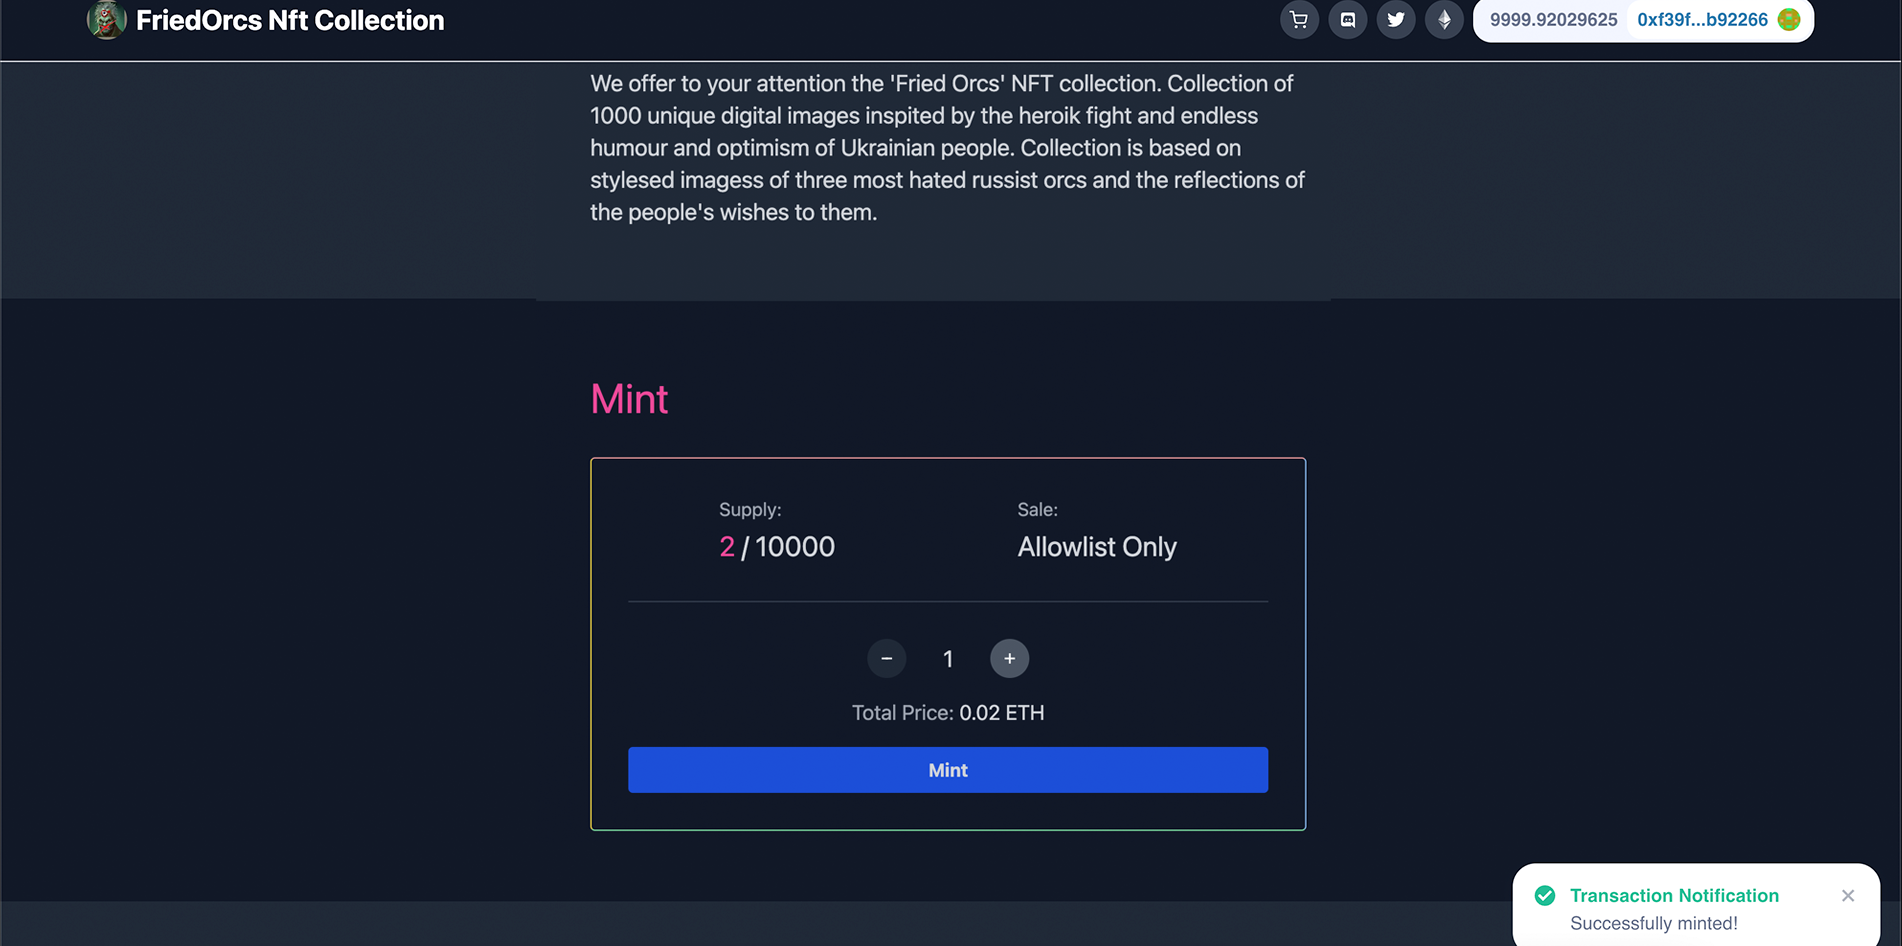 FriedOrcs Nft Collection
9999.92029625 0xf39f...b92266
We offer to your attention the 'Fried Orcs' NFT collection. Collection of
1000 unique digital images inspited by the heroik fight and endless
humour and optimism of Ukrainian people. Collection is based on
stylesed imagess of three most hated russist orcs and the reflections of
the people's wishes to them.
Mint
Supply: Sale:
2 / 10000 Allowlist Only
− 1 +
Total Price: 0.02 ETH
Mint
Transaction Notification
Successfully minted!